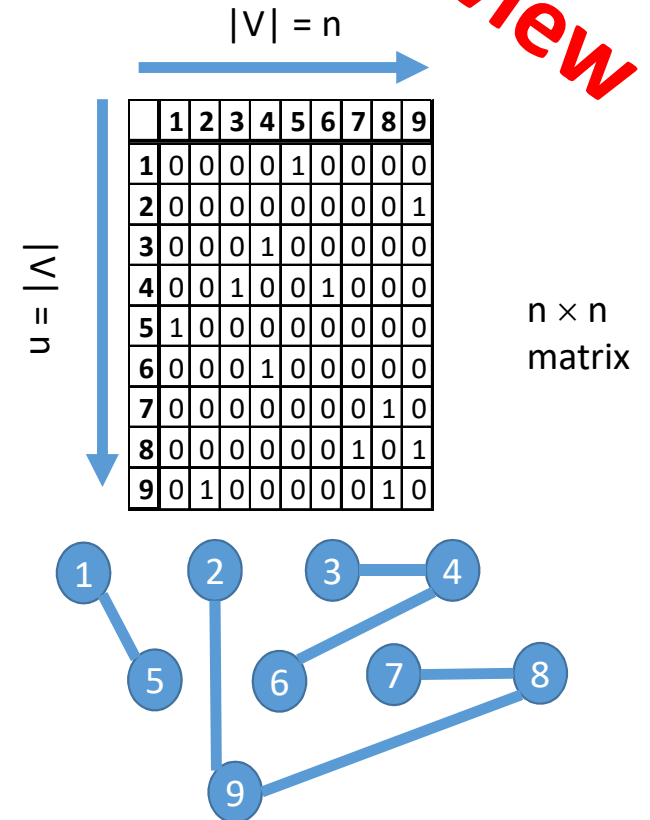 |V| = n
view
1 2 3 4 5 6 7 8 9
1 0 0 0 0 1 0 0 0 0
2 0 0 0 0 0 0 0 0 1
3 0 0 0 1 0 0 0 0 0
4 0 0 1 0 0 1 0 0 0
5 1 0 0 0 0 0 0 0 0
6 0 0 0 1 0 0 0 0 0
7 0 0 0 0 0 0 0 1 0
8 0 0 0 0 0 0 1 0 1
9 0 1 0 0 0 0 0 1 0
|V| = n
n × n
matrix
1 2 3 4
5 6 7 8
9